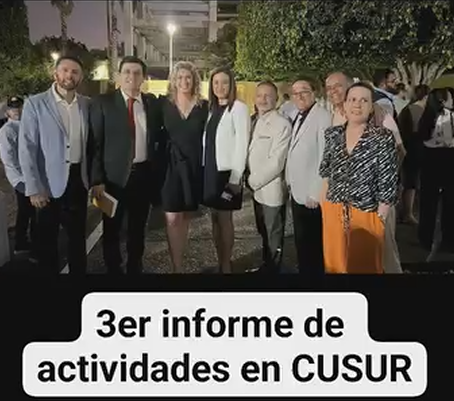 3er informe de
actividades en CUSUR